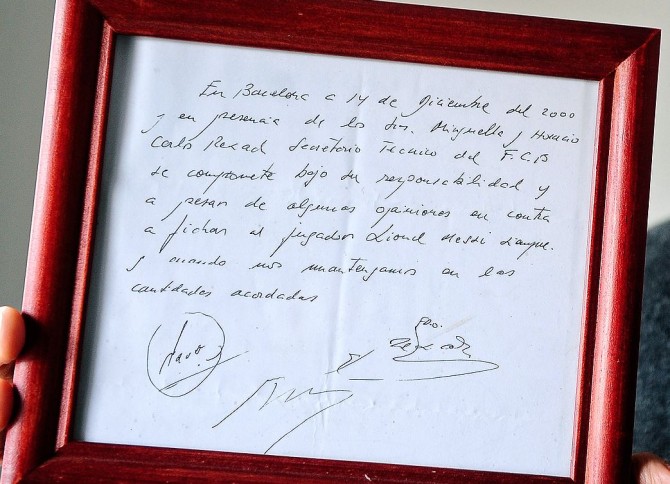 En Barcelona a 14 de Diciembre del 2000
y en presencia de los Srs. Minguella y Horacio
Carlos Rexach Secretario Tecnico del F.C.B
se compromete bajo su responsabilidad y
a pesar de algunas opiniones en contra
a fichar al jugador Lionel Messi siempre
y cuando nos mantengamos en las
cantidades acordadas
Fdo.